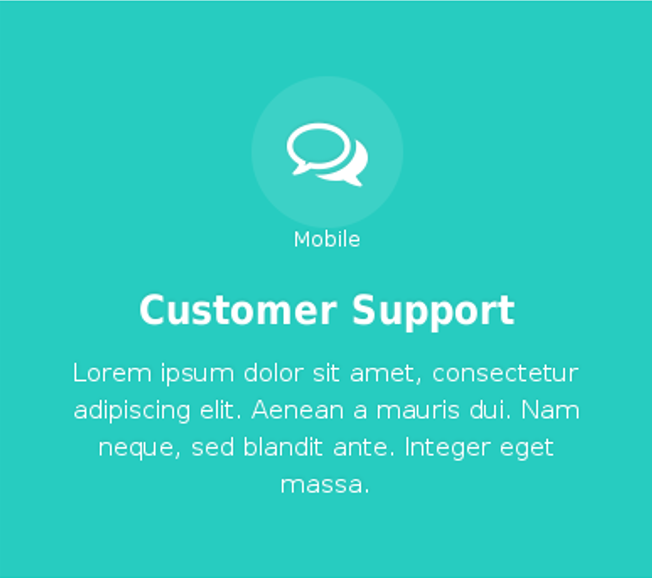 Mobile
Customer Support
Lorem ipsum dolor sit amet, consectetur
adipiscing elit. Aenean a mauris dui. Nam
neque, sed blandit ante. Integer eget
massa.